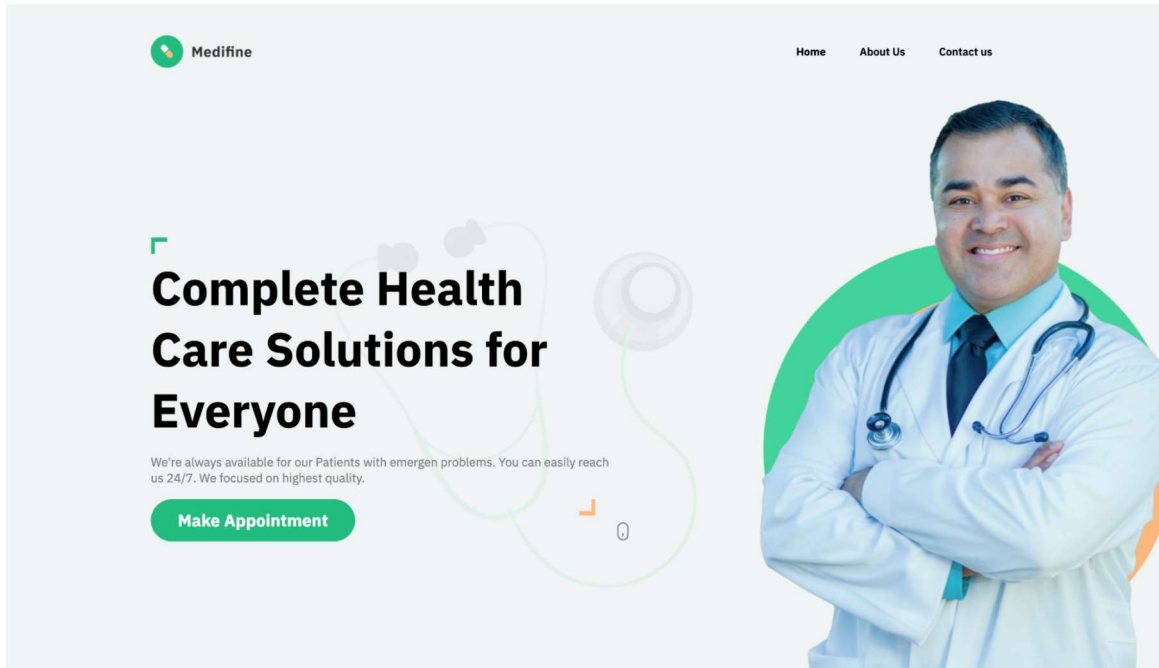 Medifine
Home About Us Contact us
Complete Health
Care Solutions for
Everyone
We're always available for our Patients with emergen problems. You can easily reach
us 24/7. We focused on highest quality.
Make Appointment